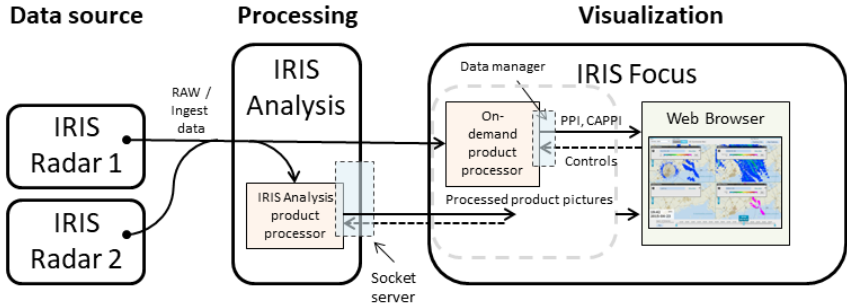 Data source
Processing
Visualization
IRIS
Radar 1
IRIS
Radar 2
RAW /
Ingest
data
IRIS
Analysis
IRIS Analysis
product
processor
Socket
server
Data manager
IRIS Focus
On-
demand
product
processor
PPI, CAPPI
Controls
Processed product pictures
Web Browser